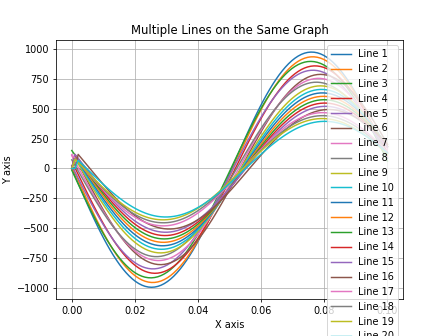 Multiple Lines on the Same Graph
1000
750
500
250
0
−250
−500
−750
−1000
Y axis
0.00
0.02
0.04
0.06
0.08
X axis
Line 1
Line 2
Line 3
Line 4
Line 5
Line 6
Line 7
Line 8
Line 9
Line 10
Line 11
Line 12
Line 13
Line 14
Line 15
Line 16
Line 17
Line 18
Line 19
Line 20